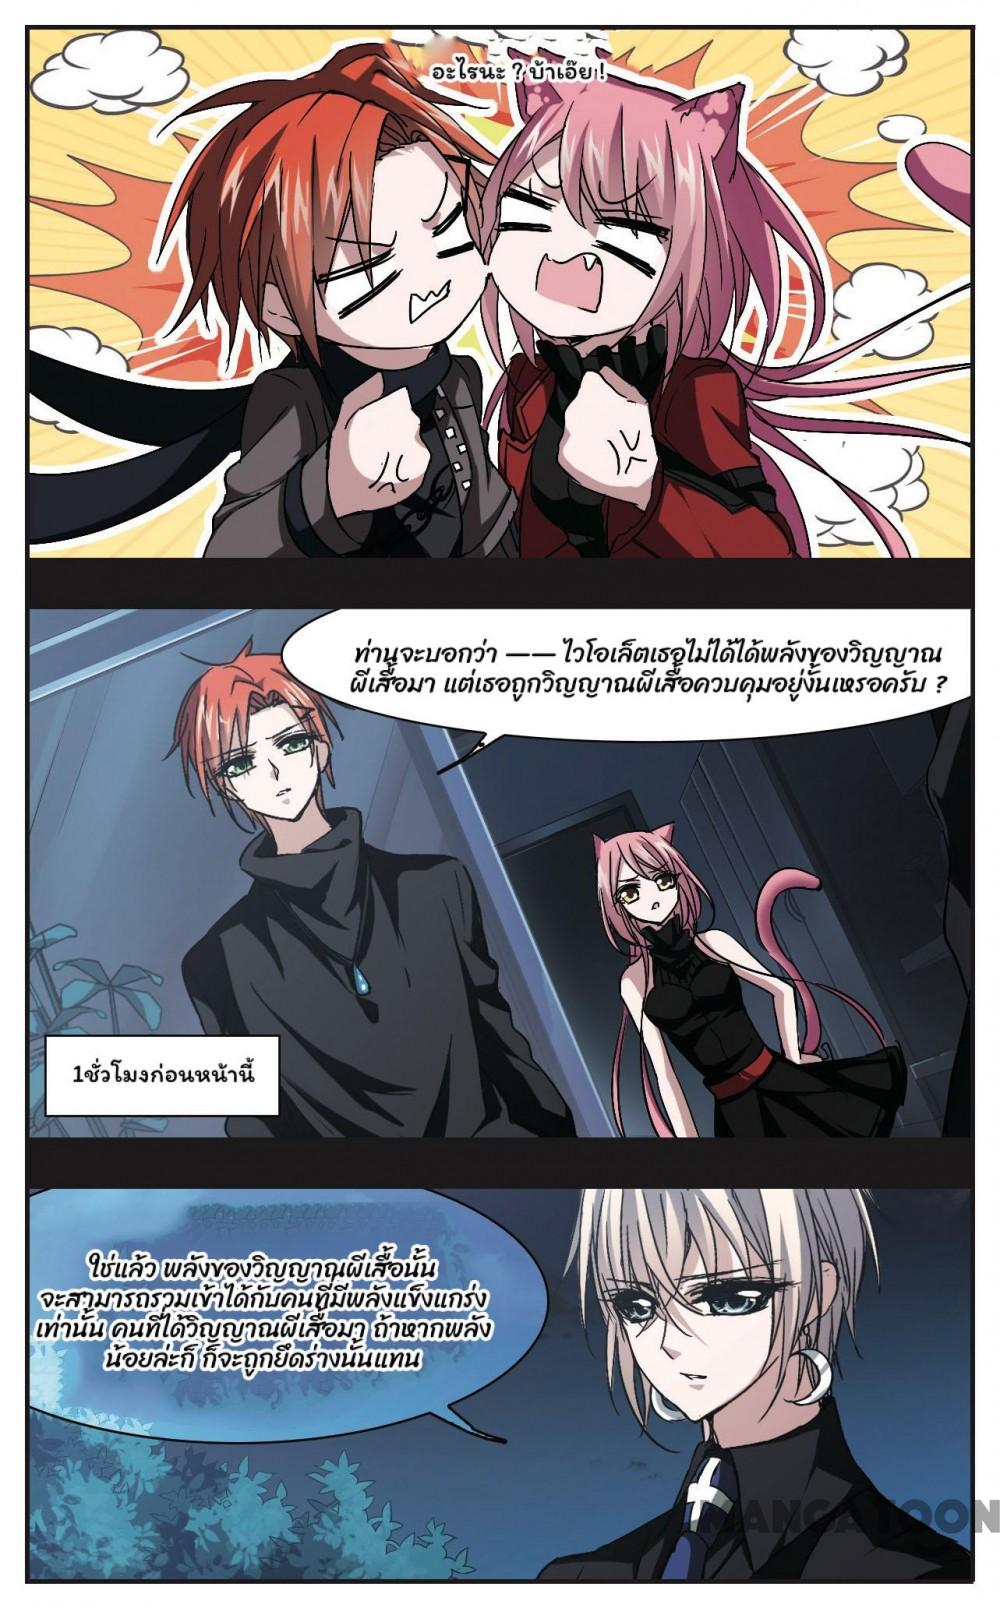 อะไรนะ ? บ้าเอ๊ย !
ท่านจะบอกว่า —— ไวโอเล็ตเธอไม่ได้ได้พลังของวิญญาณ
ผีเสื้อมา แต่เธอถูกวิญญาณผีเสื้อควบคุมอยู่งั้นเหรอครับ ?
1ชั่วโมงก่อนหน้านี้
ใช่แล้ว พลังของวิญญาณผีเสื้อนั้น
จะสามารถรวมเข้าได้กับคนที่มีพลังแข็งแกร่ง
เท่านั้น คนที่ได้วิญญาณผีเสื้อมา ถ้าหากพลัง
น้อยล่ะก็ ก็จะถูกยึดร่างนั้นแทน
MANGATOON